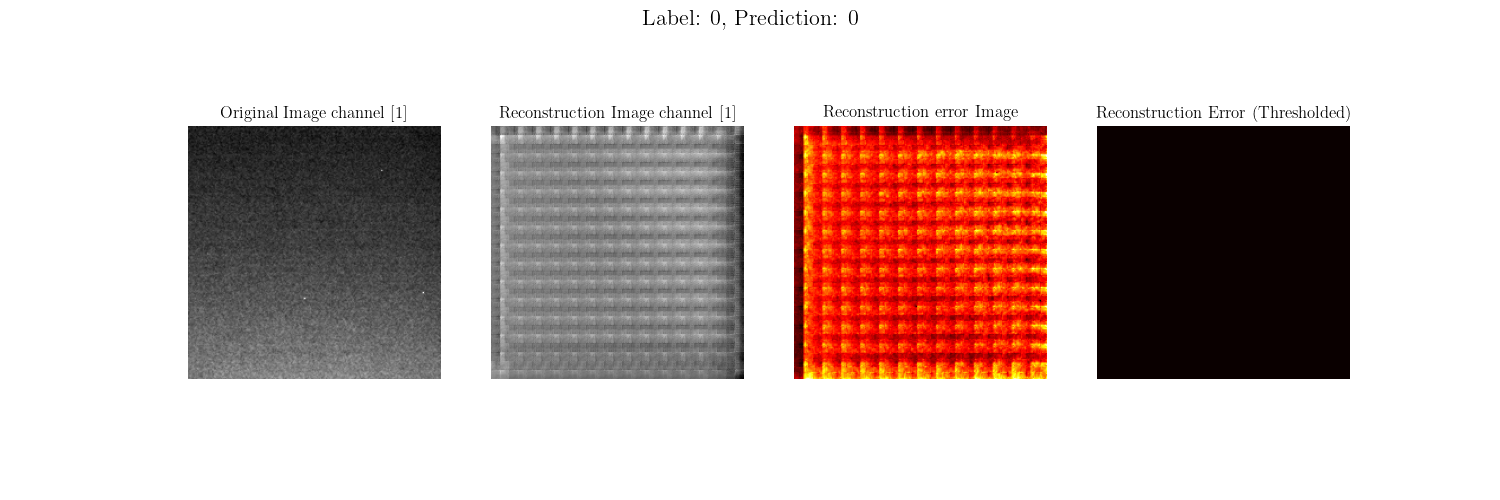 Label: 0, Prediction: 0
Original Image channel [1]
Reconstruction Image channel [1]
Reconstruction error Image
Reconstruction Error (Thresholded)